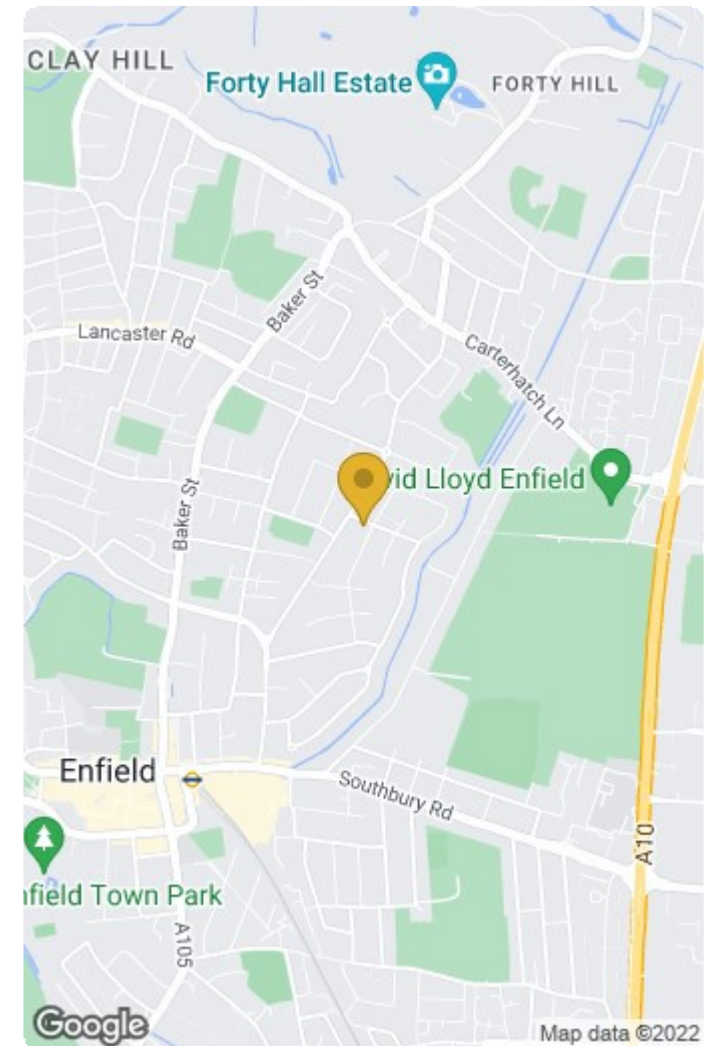 CLAY HILL
Forty Hall Estate
FORTY HILL
Baker St
Lancaster Rd
Carterhatch Ln
vid Lloyd Enfield
Baker St
Enfield
Southbury Rd
A10
nfield Town Park
A105
Google
Map data ©2022